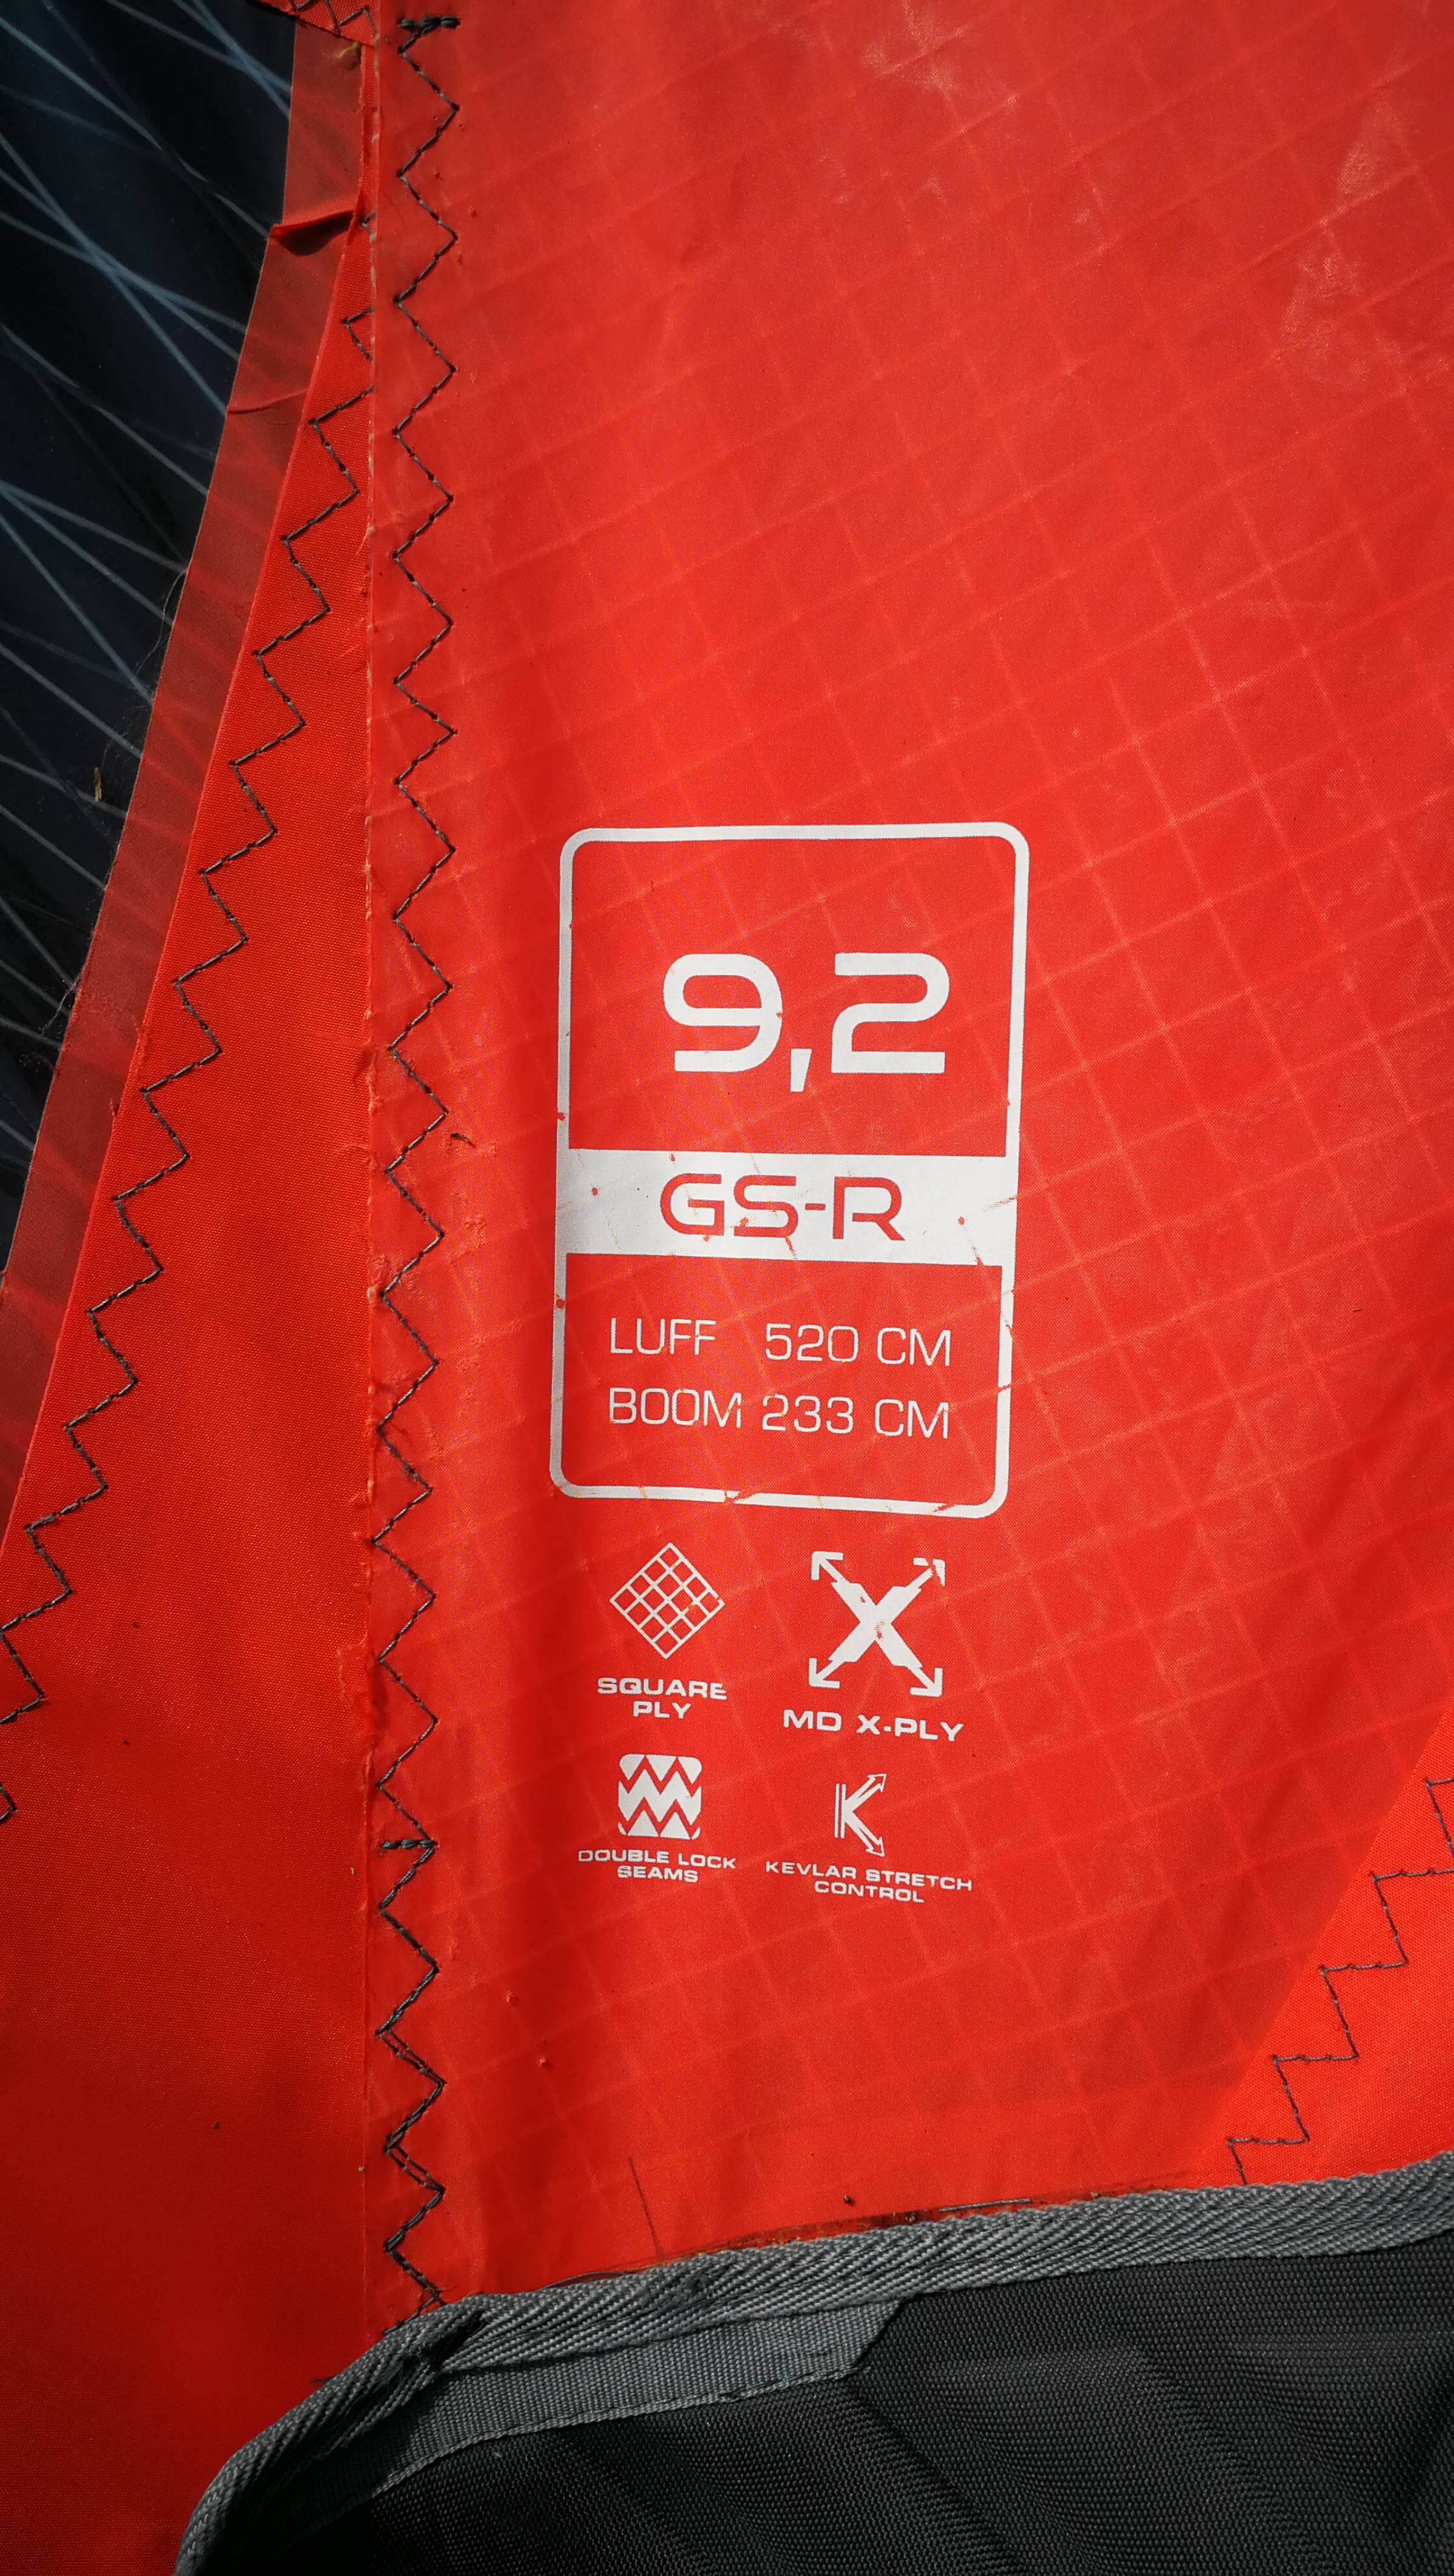 9,2
GS-R
LUFF 520 CM
BOOM 233 CM
SQUARE
PLY
MD X-PLY
DOUBLE LOCK
SEAMS
KEVLAR STRETCH
CONTROL